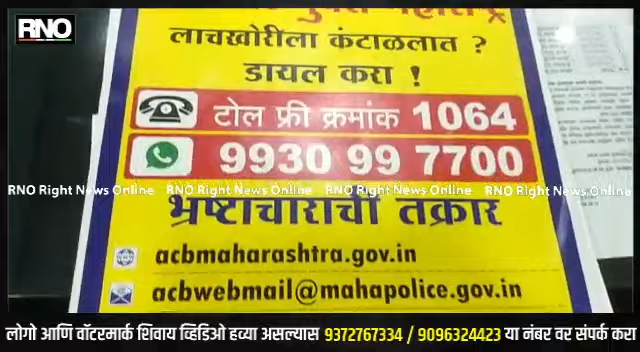 RNO
लाचखोरीला कंटाळलात ?
डायल करा !
टोल फ्री क्रमांक 1064
9930 99 7700
RNO Right News Online RNO Right News Online RNO Right News Online RNO Right News Online
भ्रष्टाचाराची तक्रार
acbmaharashtra.gov.in
acbwebmail@mahapolice.gov.in
लोगो आणि वॉटरमार्क शिवाय व्हिडिओ हव्या असल्यास 9372767334 / 9096324423 या नंबर वर संपर्क करा